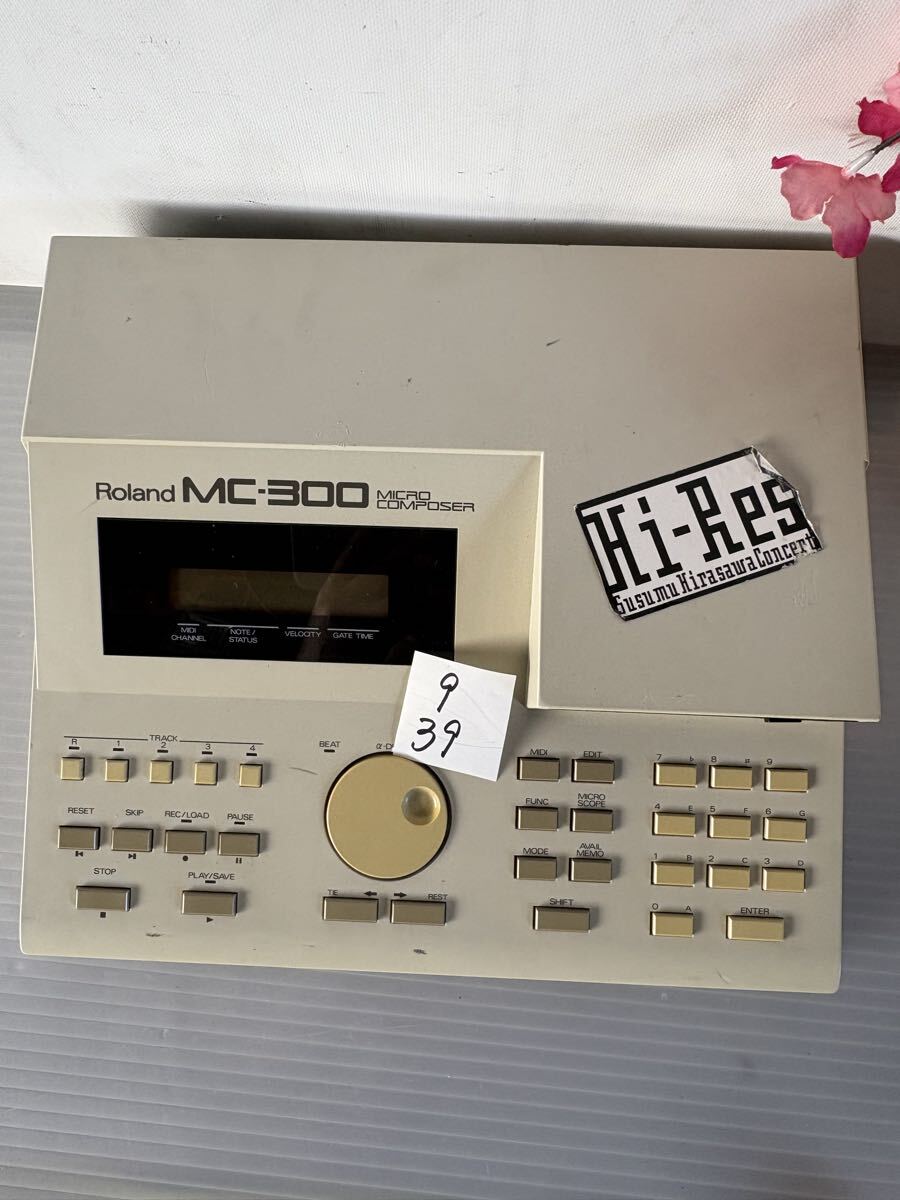 Roland MC-300 MICRO COMPOSER
Hi-Res
Susumu Hirasawa Concert
MIDI CHANNEL
NOTE / STATUS
VELOCITY
GATE TIME
9
39
TRACK
R 1 2 3 4
BEAT
RESET SKIP REC/LOAD PAUSE
STOP PLAY/SAVE
TIE REST
MIDI EDIT
FUNC MICRO SCOPE
MODE AVAIL MEMO
SHIFT
7 ♭ 8 # 9
4 E 5 F 6 G
1 B 2 C 3 D
0 A ENTER